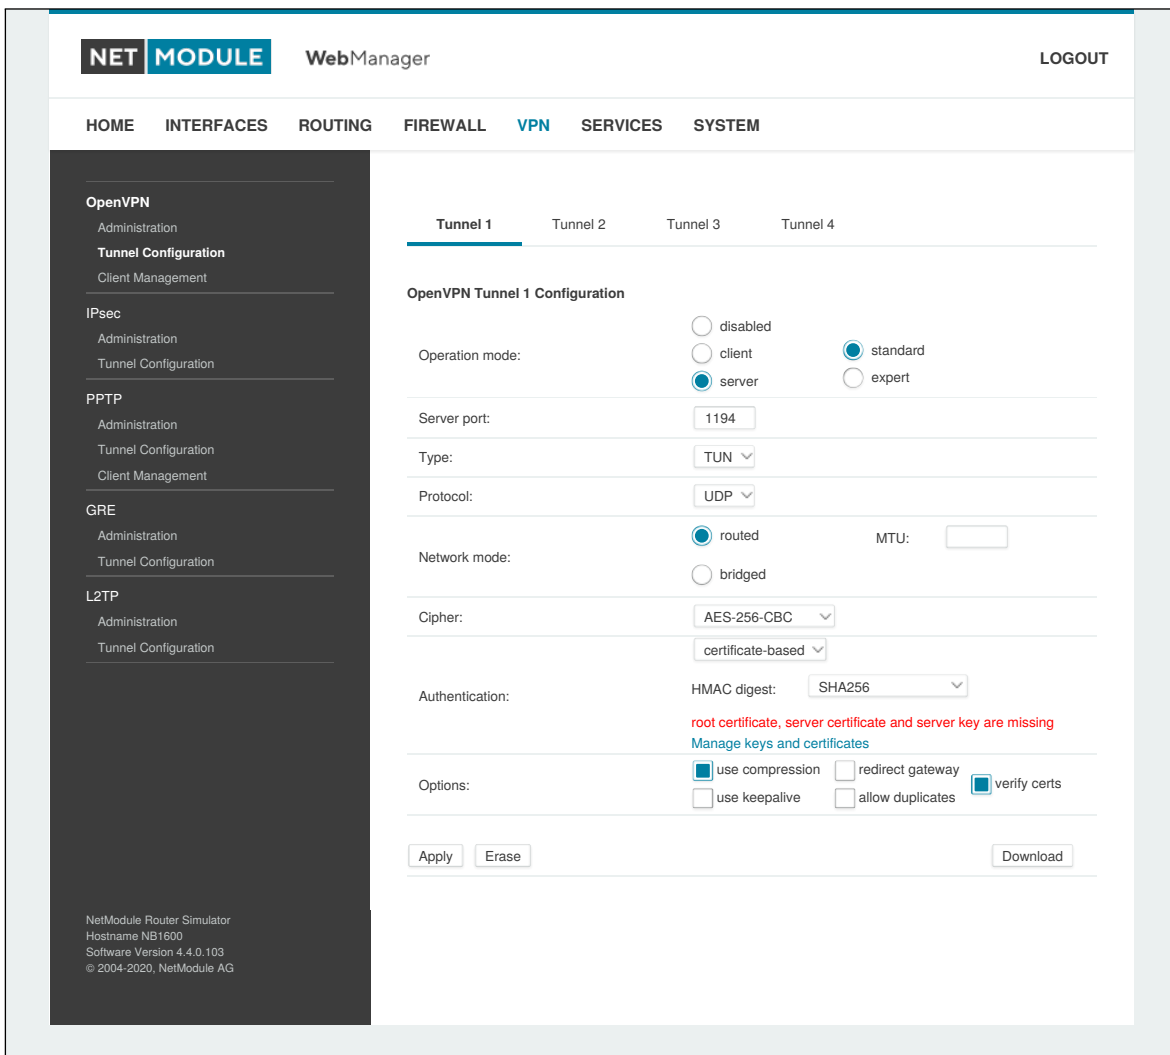 NET MODULE WebManager LOGOUT
HOME INTERFACES ROUTING FIREWALL VPN SERVICES SYSTEM
OpenVPN
Administration
Tunnel Configuration
Client Management
IPsec
Administration
Tunnel Configuration
PPTP
Administration
Tunnel Configuration
Client Management
GRE
Administration
Tunnel Configuration
L2TP
Administration
Tunnel Configuration
NetModule Router Simulator
Hostname NB1600
Software Version 4.4.0.103
© 2004-2020, NetModule AG
Tunnel 1 Tunnel 2 Tunnel 3 Tunnel 4
OpenVPN Tunnel 1 Configuration
Operation mode:
disabled
client
server
standard
expert
Server port: 1194
Type: TUN
Protocol: UDP
Network mode:
routed
bridged
MTU:
Cipher: AES-256-CBC
Authentication:
certificate-based
HMAC digest: SHA256
root certificate, server certificate and server key are missing
Manage keys and certificates
Options:
use compression redirect gateway verify certs
use keepalive allow duplicates
Apply Erase Download